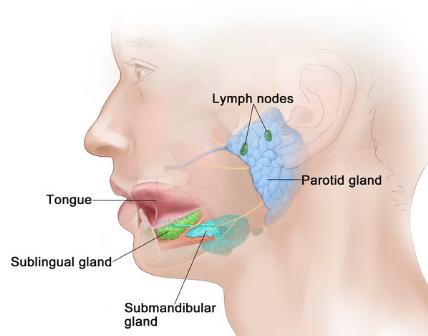 Lymph nodes
Parotid gland
Tongue
Sublingual gland
Submandibular
gland